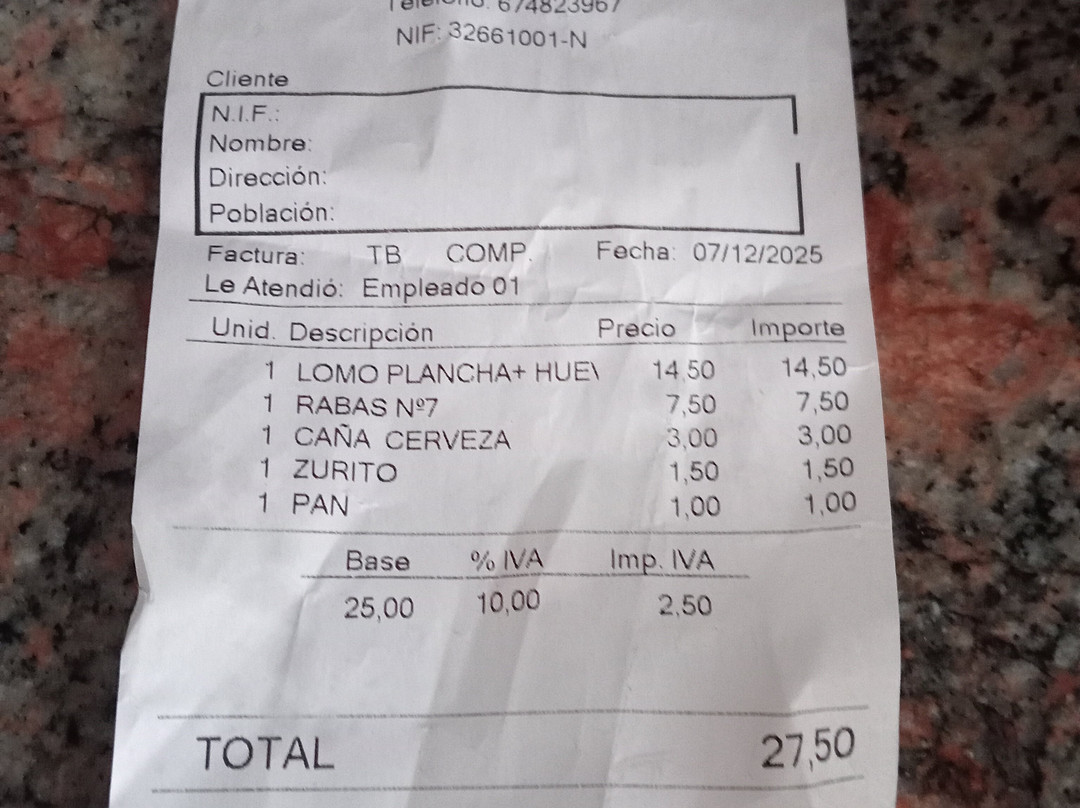 Teléfono: 674823967
NIF: 32661001-N
Cliente
N.I.F.:
Nombre:
Dirección:
Población:
Factura: TB COMP. Fecha: 07/12/2025
Le Atendió: Empleado 01
Unid. Descripción Precio Importe
1 LOMO PLANCHA+ HUE 14,50 14,50
1 RABAS Nº7 7,50 7,50
1 CAÑA CERVEZA 3,00 3,00
1 ZURITO 1,50 1,50
1 PAN 1,00 1,00
Base % IVA Imp. IVA
25,00 10,00 2,50
TOTAL 27,50